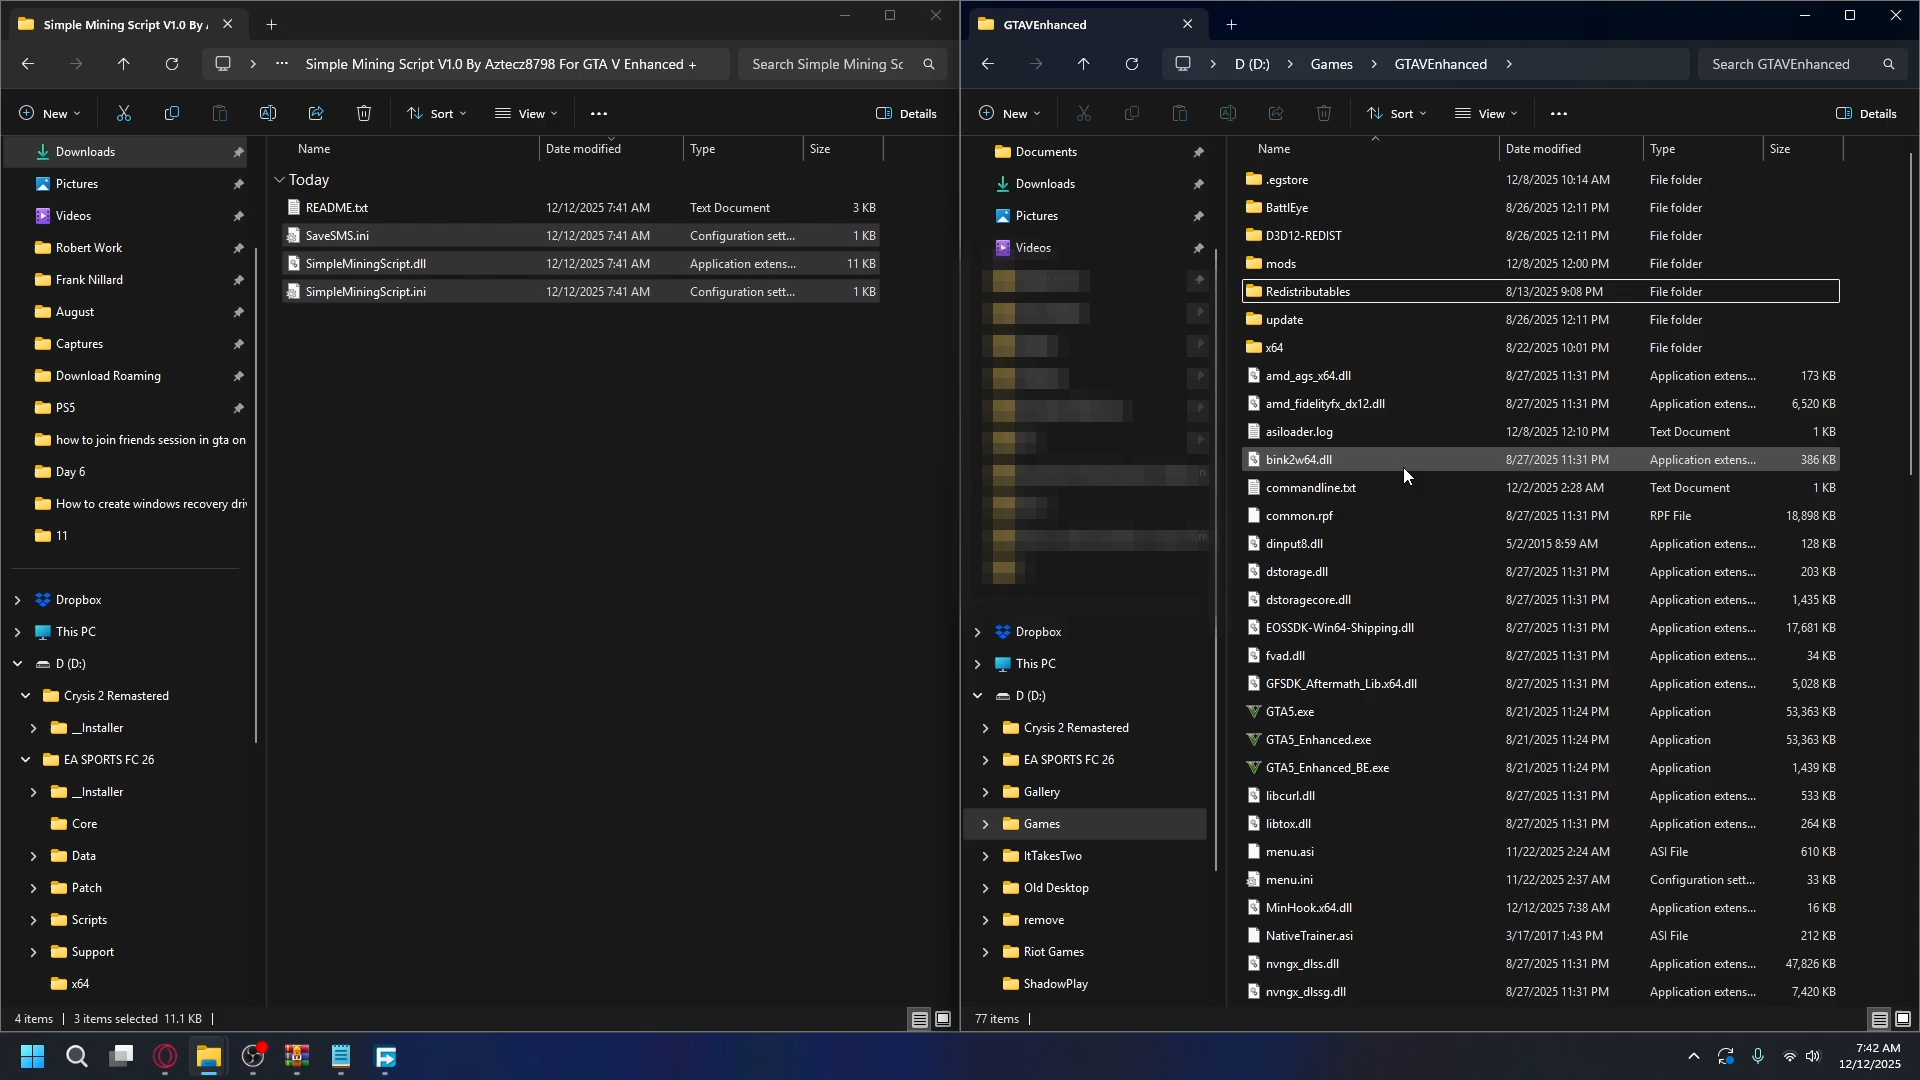 Simple Mining Script V1.0 By A
GTAVEnhanced
Simple Mining Script V1.0 By Aztecz8798 For GTA V Enhanced +
Search Simple Mining Sc
D (D:)
Games
GTAVEnhanced
Search GTAVEnhanced
New
Sort
View
Details
New
Sort
View
Details
Downloads
Pictures
Videos
Robert Work
Frank Nillard
August
Captures
Download Roaming
PS5
how to join friends session in gta on
Day 6
How to create windows recovery dri
11
Dropbox
This PC
D (D:)
Crysis 2 Remastered
__Installer
EA SPORTS FC 26
__Installer
Core
Data
Patch
Scripts
Support
x64
Name Date modified Type Size
Today
README.txt 12/12/2025 7:41 AM Text Document 3 KB
SaveSMS.ini 12/12/2025 7:41 AM Configuration sett... 1 KB
SimpleMiningScript.dll 12/12/2025 7:41 AM Application extens... 11 KB
SimpleMiningScript.ini 12/12/2025 7:41 AM Configuration sett... 1 KB
4 items 3 items selected 11.1 KB
Documents
Downloads
Pictures
Videos
Dropbox
This PC
D (D:)
Crysis 2 Remastered
EA SPORTS FC 26
Gallery
Games
ItTakesTwo
Old Desktop
remove
Riot Games
ShadowPlay
Name Date modified Type Size
.egstore 12/8/2025 10:14 AM File folder
BattlEye 8/26/2025 12:11 PM File folder
D3D12-REDIST 8/26/2025 12:11 PM File folder
mods 12/8/2025 12:00 PM File folder
Redistributables 8/13/2025 9:08 PM File folder
update 8/26/2025 12:11 PM File folder
x64 8/22/2025 10:01 PM File folder
amd_ags_x64.dll 8/27/2025 11:31 PM Application extens... 173 KB
amd_fidelityfx_dx12.dll 8/27/2025 11:31 PM Application extens... 6,520 KB
asiloader.log 12/8/2025 12:10 PM Text Document 1 KB
bink2w64.dll 8/27/2025 11:31 PM Application extens... 386 KB
commandline.txt 12/2/2025 2:28 AM Text Document 1 KB
common.rpf 8/27/2025 11:31 PM RPF File 18,898 KB
dinput8.dll 5/2/2015 8:59 AM Application extens... 128 KB
dstorage.dll 8/27/2025 11:31 PM Application extens... 203 KB
dstoragecore.dll 8/27/2025 11:31 PM Application extens... 1,435 KB
EOSSDK-Win64-Shipping.dll 8/27/2025 11:31 PM Application extens... 17,681 KB
fvad.dll 8/27/2025 11:31 PM Application extens... 34 KB
GFSDK_Aftermath_Lib.x64.dll 8/27/2025 11:31 PM Application extens... 5,028 KB
GTA5.exe 8/21/2025 11:24 PM Application 53,363 KB
GTA5_Enhanced.exe 8/21/2025 11:24 PM Application 53,363 KB
GTA5_Enhanced_BE.exe 8/21/2025 11:24 PM Application 1,439 KB
libcurl.dll 8/27/2025 11:31 PM Application extens... 533 KB
libtox.dll 8/27/2025 11:31 PM Application extens... 264 KB
menu.asi 11/22/2025 2:24 AM ASI File 610 KB
menu.ini 11/22/2025 2:37 AM Configuration sett... 33 KB
MinHook.x64.dll 12/12/2025 7:38 AM Application extens... 16 KB
NativeTrainer.asi 3/17/2017 1:43 PM ASI File 212 KB
nvngx_dlss.dll 8/27/2025 11:31 PM Application extens... 47,826 KB
nvngx_dlssg.dll 8/27/2025 11:31 PM Application extens... 7,420 KB
77 items
7:42 AM
12/12/2025